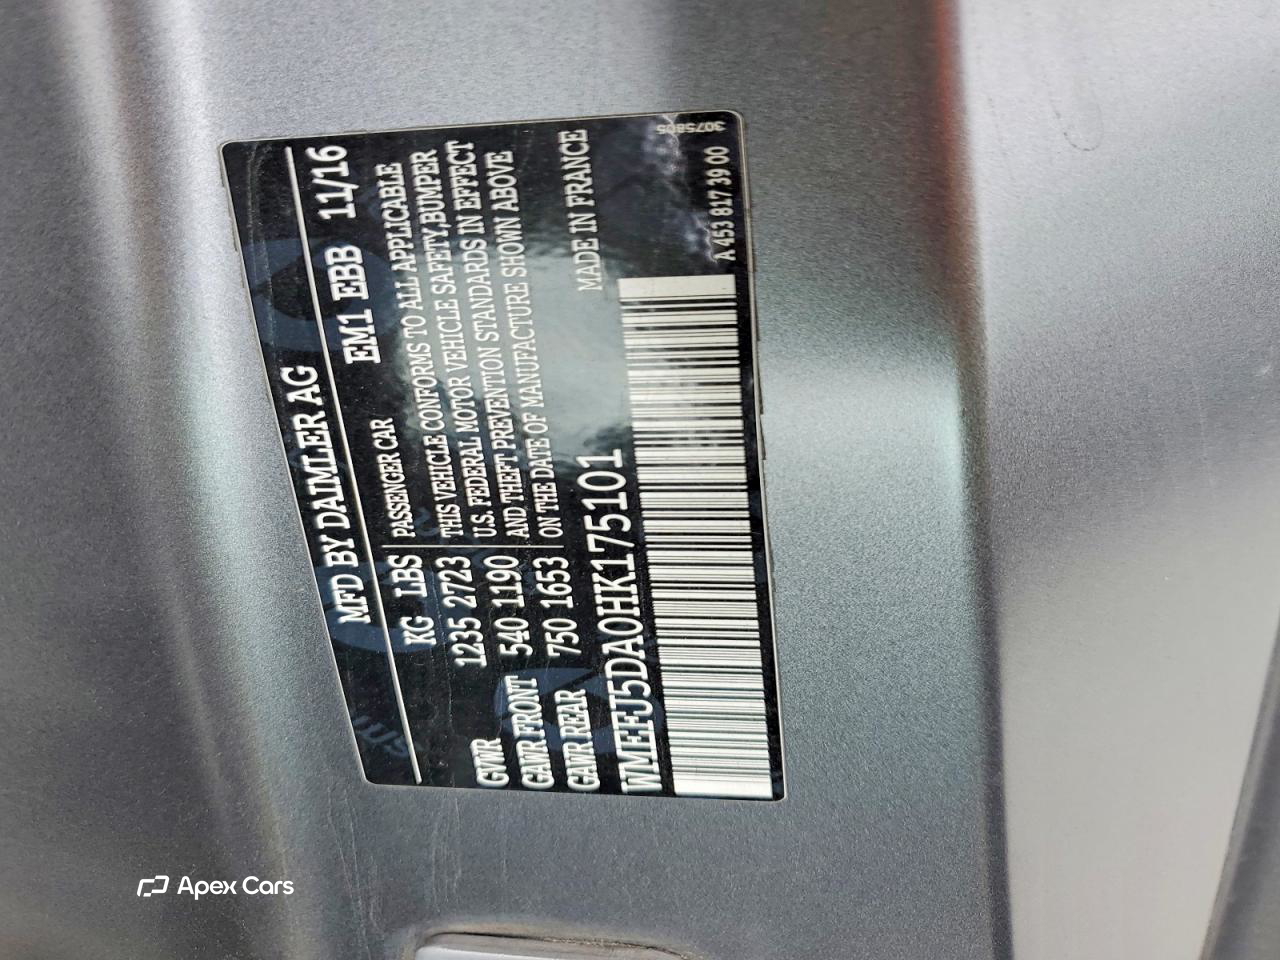 MFD BY DAIMLER AG
EM1 EBB 11/16
KG LBS PASSENGER CAR
GVWR 1235 2723
GAWR FRONT 540 1190
GAWR REAR 750 1653
THIS VEHICLE CONFORMS TO ALL APPLICABLE
U.S. FEDERAL MOTOR VEHICLE SAFETY,BUMPER
AND THEFT PREVENTION STANDARDS IN EFFECT
ON THE DATE OF MANUFACTURE SHOWN ABOVE
WMEFJ5DA0HK175101
MADE IN FRANCE
A 453 817 39 00
3075805
Apex Cars